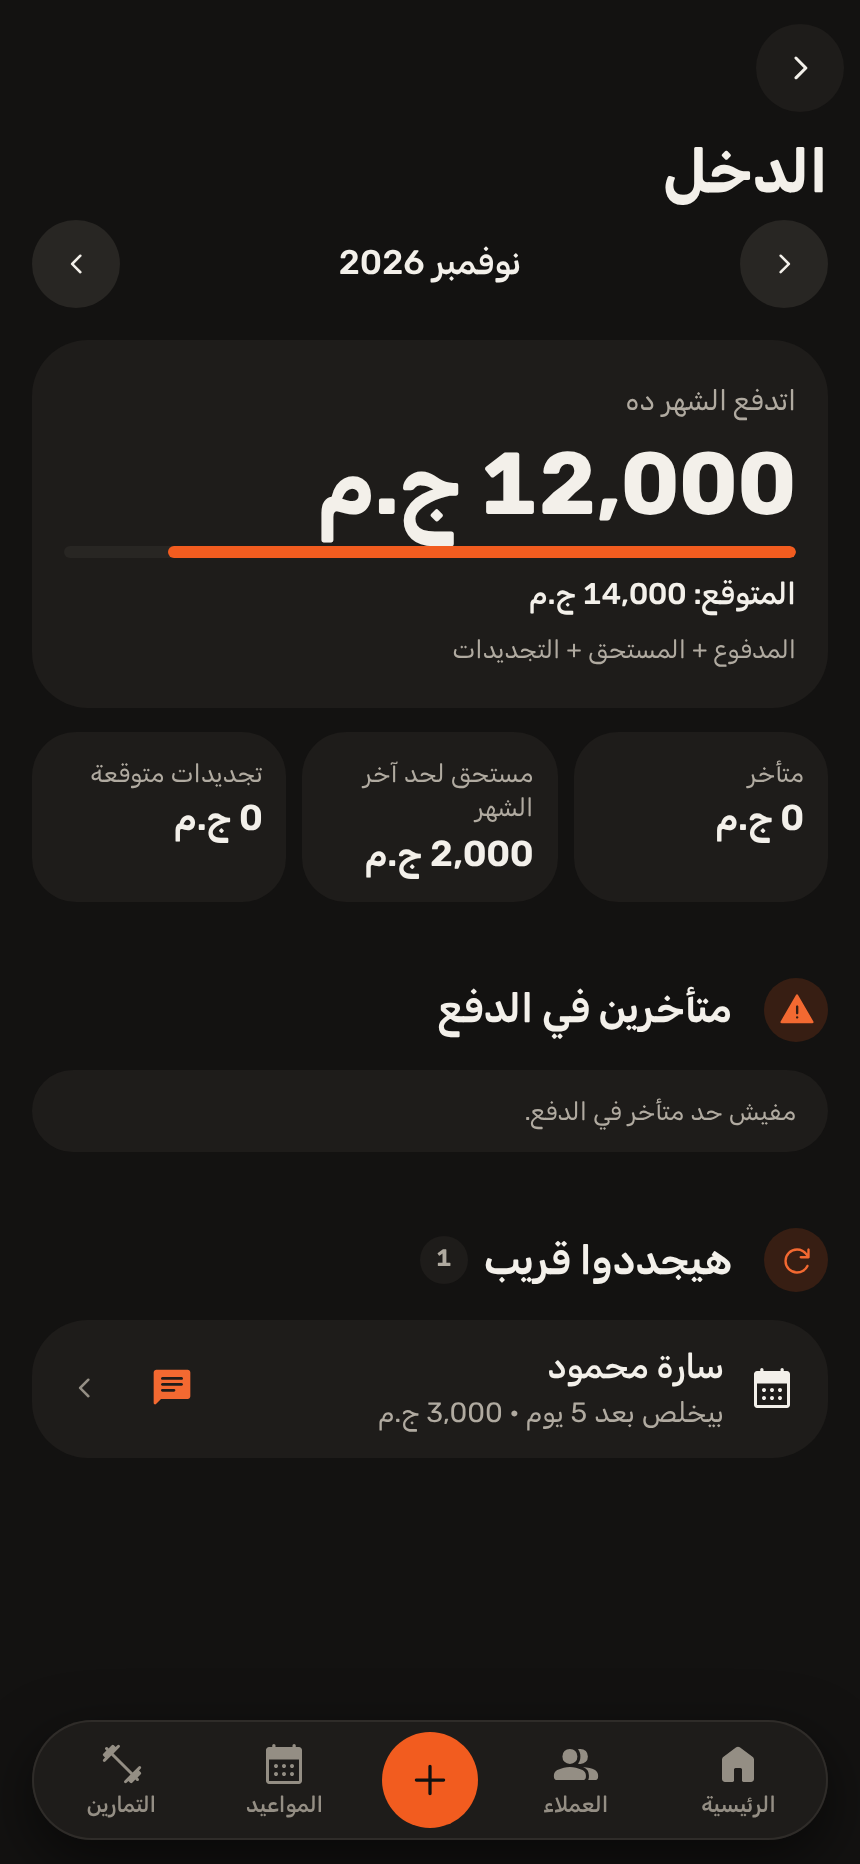 الدخل
نوفمبر 2026
اتدفع الشهر ده
12,000 ج.م
المتوقع: 14,000 ج.م
المدفوع + المستحق + التجديدات
متأخر
0 ج.م
مستحق لحد آخر
الشهر
2,000 ج.م
تجديدات متوقعة
0 ج.م
متأخرين في الدفع
مفيش حد متأخر في الدفع.
هيجددوا قريب 1
سارة محمود
بيخلص بعد 5 يوم • 3,000 ج.م
الرئيسية
العملاء
المواعيد
التمارين